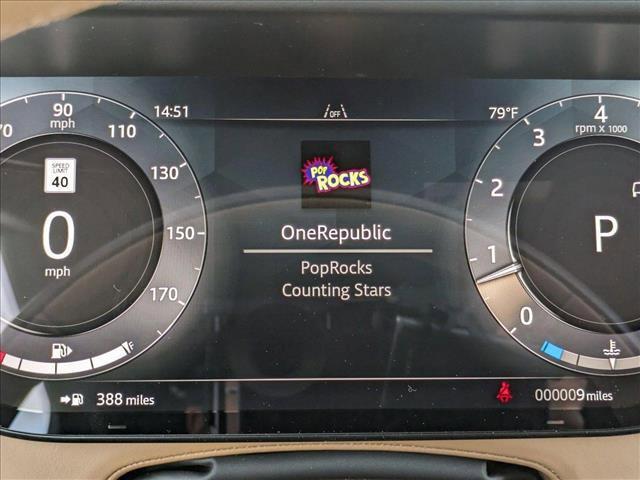 14:51
OFF
79°F
70
90
mph
110
130
150
170
SPEED
LIMIT
40
0
mph
F
POP
ROCKS
OneRepublic
PopRocks
Counting Stars
4
rpm x 1000
3
2
1
0
P
388 miles
000009 miles